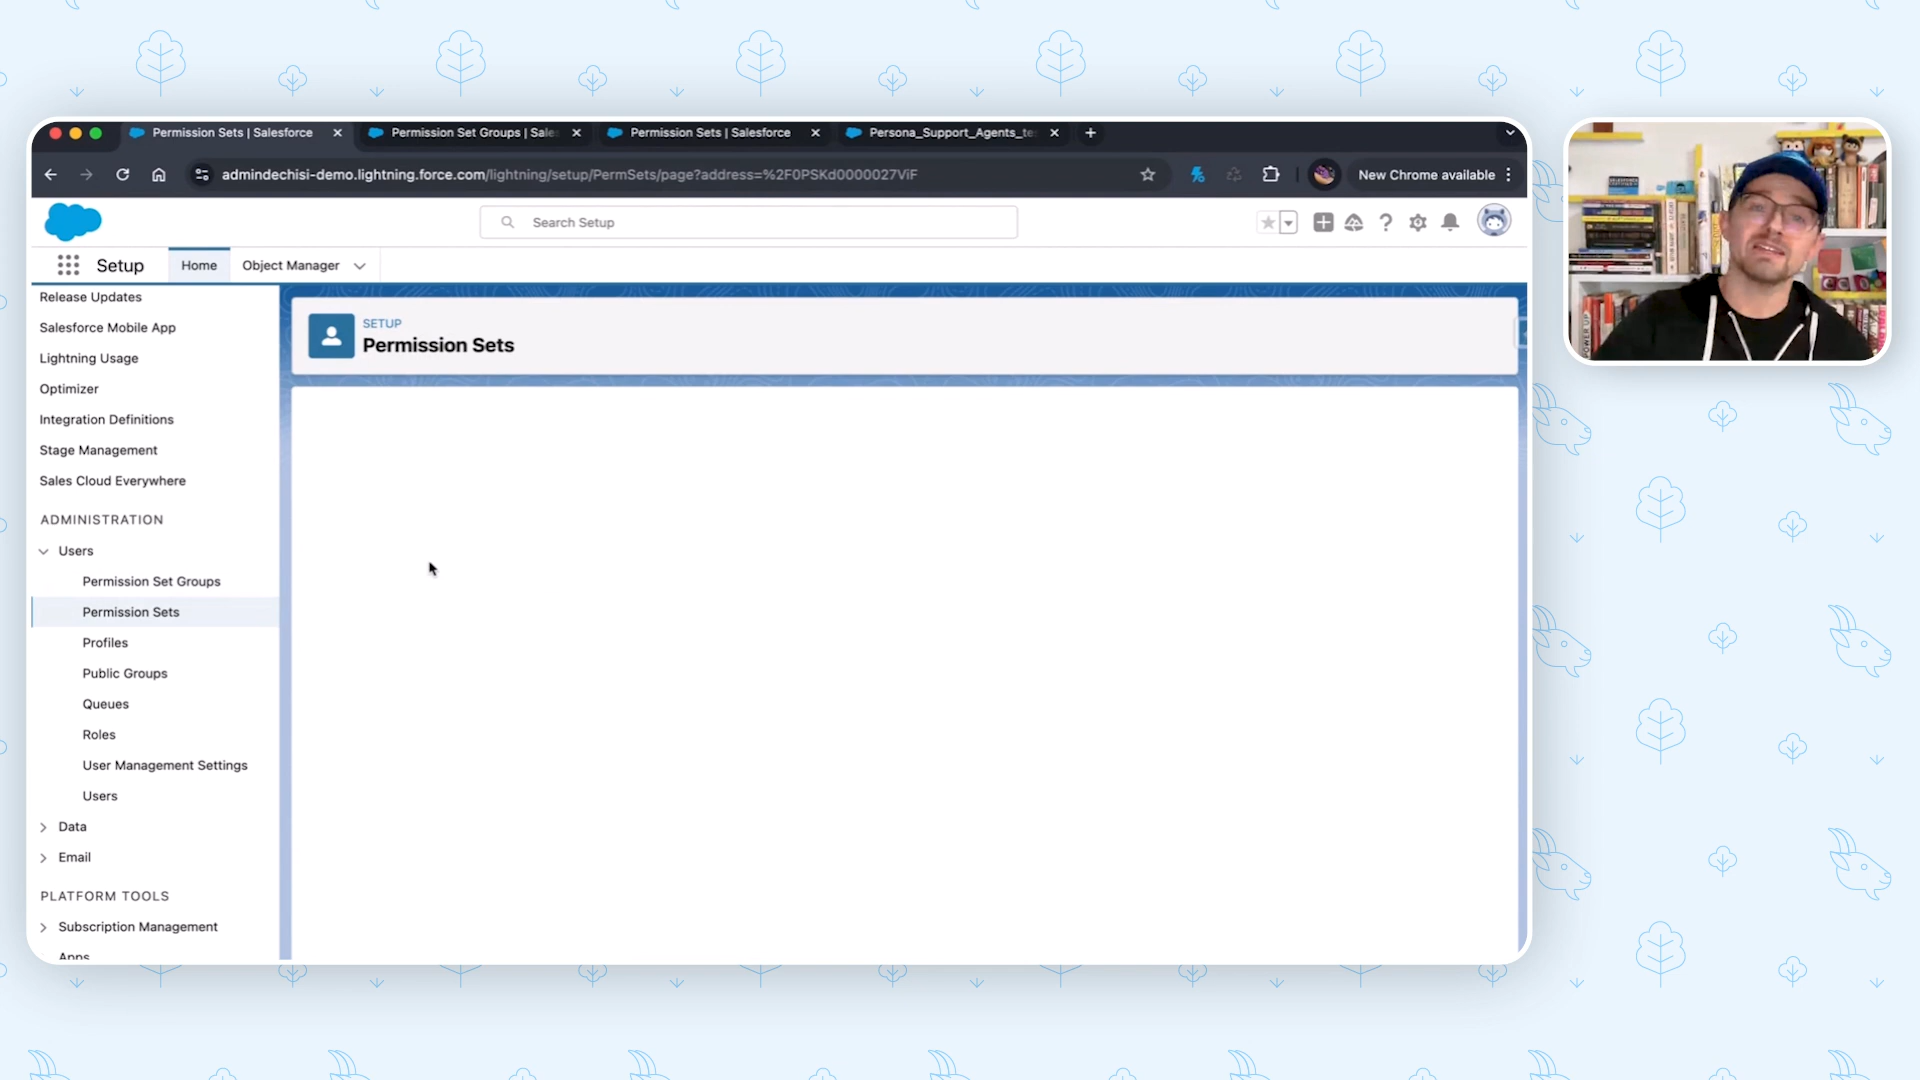 Permission Sets | Salesforce
Permission Set Groups | Sale
Permission Sets | Salesforce
Persona_Support_Agents_te
admindechisi-demo.lightning.force.com/lightning/setup/PermSets/page?address=%2F0PSKd0000027ViF
New Chrome available
Search Setup
Setup
Home
Object Manager
Release Updates
Salesforce Mobile App
Lightning Usage
Optimizer
Integration Definitions
Stage Management
Sales Cloud Everywhere
ADMINISTRATION
Users
Permission Set Groups
Permission Sets
Profiles
Public Groups
Queues
Roles
User Management Settings
Users
Data
Email
PLATFORM TOOLS
Subscription Management
Apps
SETUP
Permission Sets
POWER UP